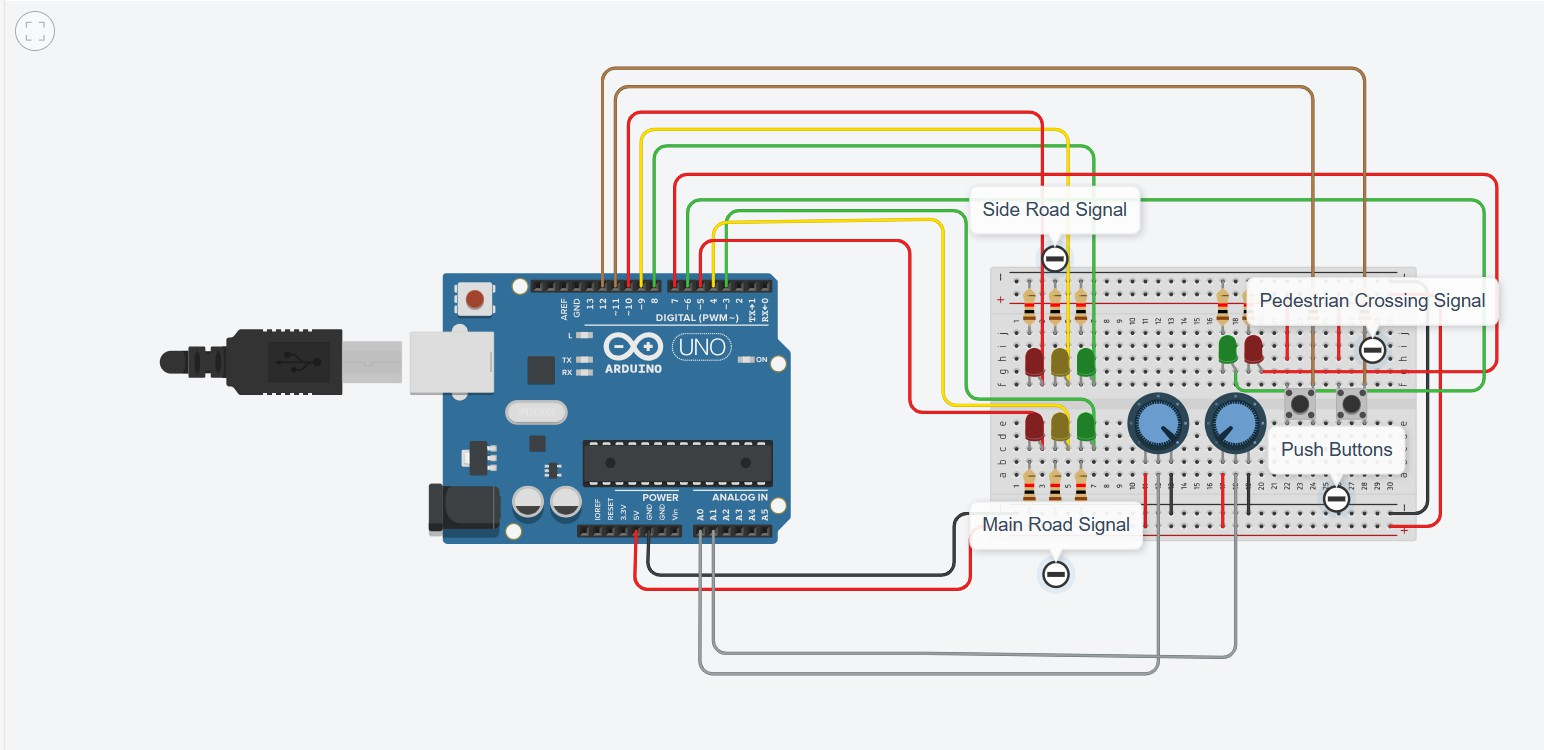 Side Road Signal
Pedestrian Crossing Signal
AREF
GND
13
12
~11
~10
~9
8
7
~6
~5
4
~3
2
TX→1
RX←0
DIGITAL (PWM~)
L
TX
RX
UNO
ON
ARDUINO
Push Buttons
POWER
ANALOG IN
IOREF
RESET
3.3V
5V
GND
GND
Vin
A0
A1
A2
A3
A4
A5
Main Road Signal